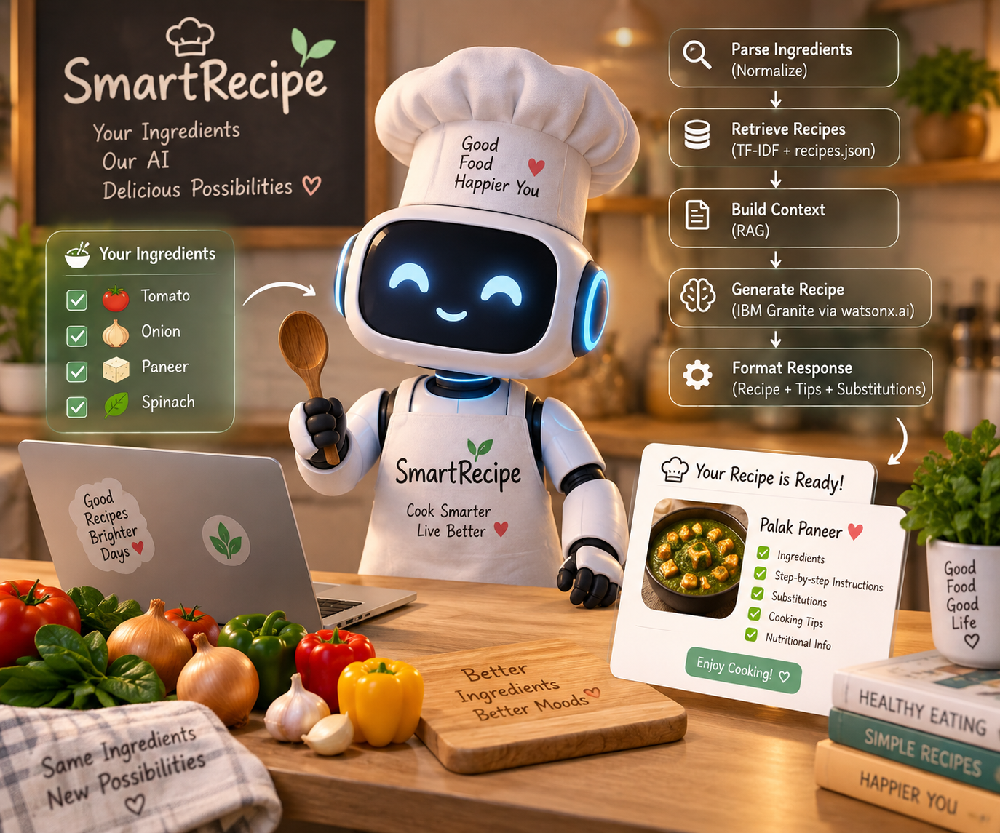 SmartRecipe
Your Ingredients
Our AI
Delicious Possibilities
Good
Food
Happier You
Your Ingredients
Tomato
Onion
Paneer
Spinach
Parse Ingredients
(Normalize)
Retrieve Recipes
(TF-IDF + recipes.json)
Build Context
(RAG)
Generate Recipe
(IBM Granite via watsonx.ai)
Format Response
(Recipe + Tips + Substitutions)
SmartRecipe
Cook Smarter
Live Better
Good
Recipes
Brighter
Days
Your Recipe is Ready!
Palak Paneer
Ingredients
Step-by-step Instructions
Substitutions
Cooking Tips
Nutritional Info
Enjoy Cooking!
Good
Food
Good
Life
Better
Ingredients
Better Moods
HEALTHY EATING
SIMPLE RECIPES
HAPPIER YOU
Same Ingredients
New Possibilities